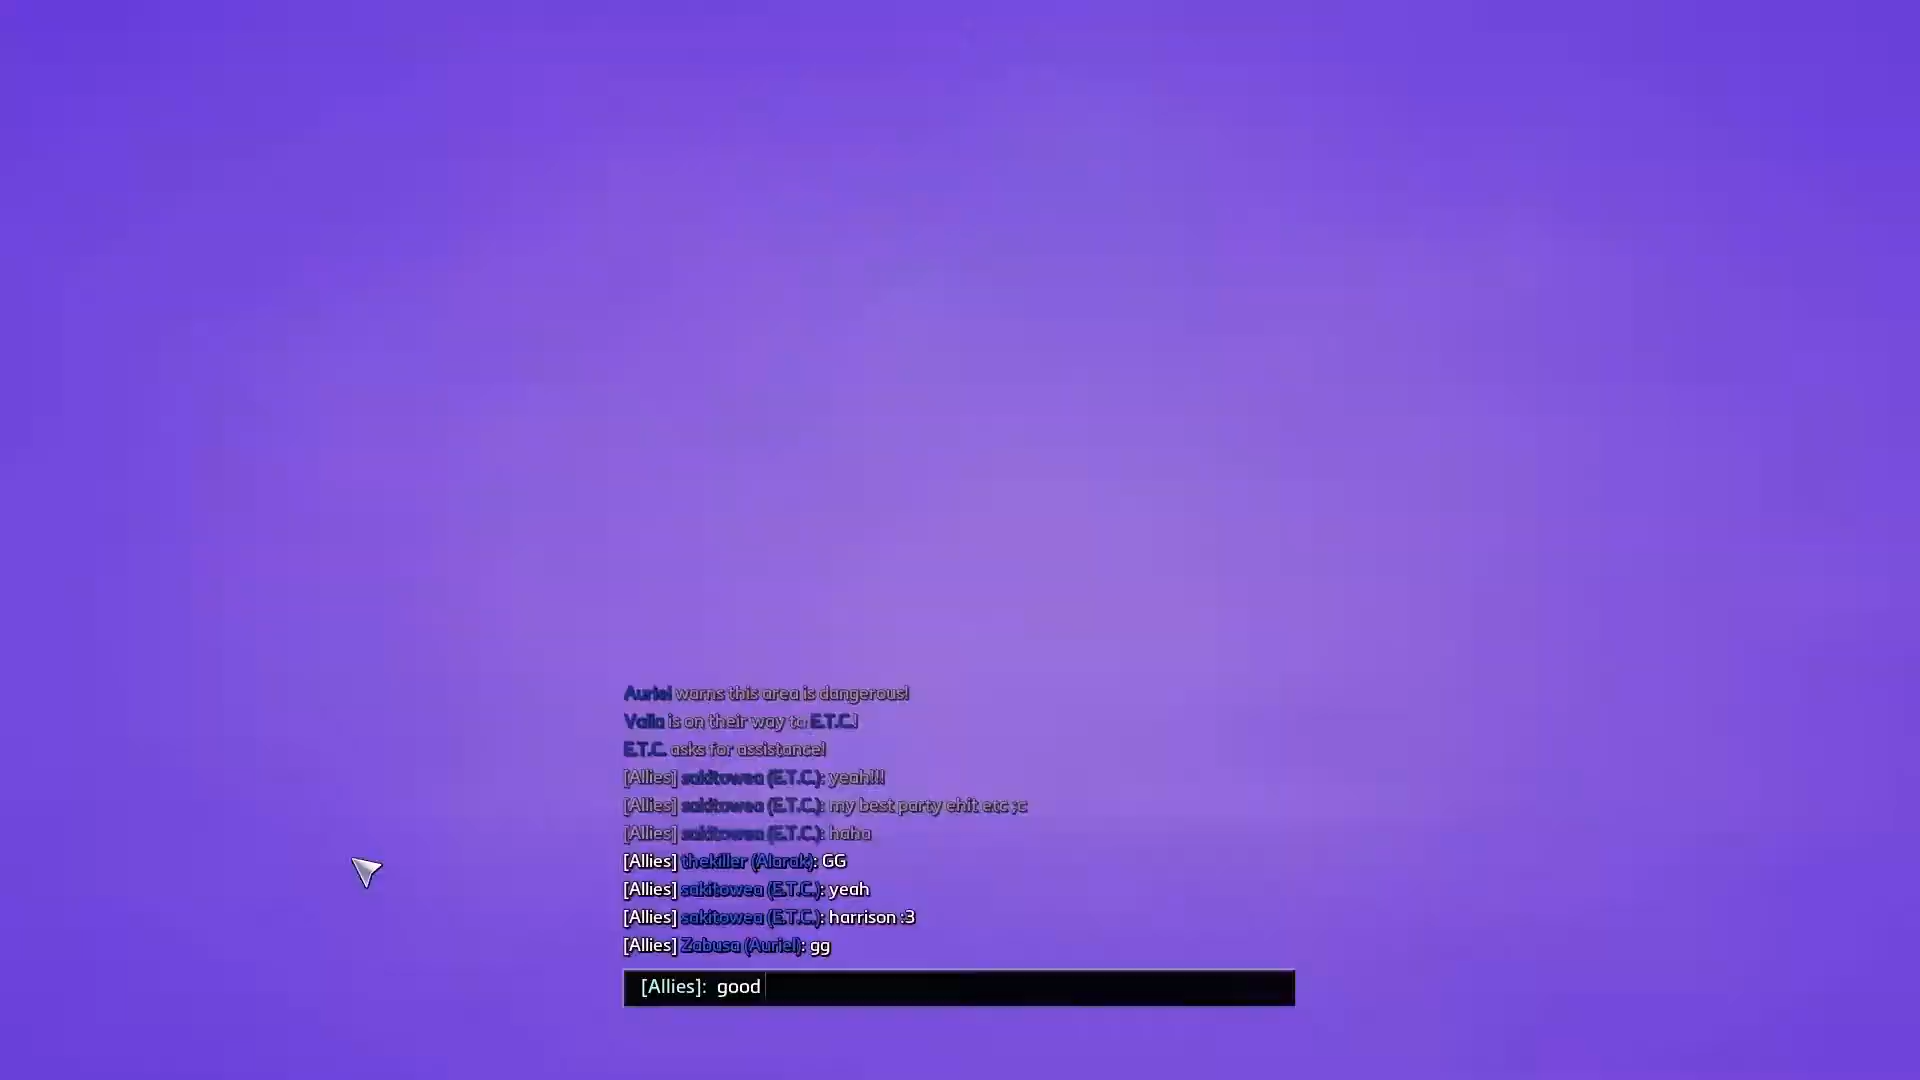 Auriel warns this area is dangerous!
Valla is on their way to E.T.C.!
E.T.C. asks for assistance!
[Allies] sakitowea (E.T.C.): yeah!!!
[Allies] sakitowea (E.T.C.): my best party ehit etc ;c
[Allies] sakitowea (E.T.C.): haha
[Allies] thekiller (Alarak): GG
[Allies] sakitowea (E.T.C.): yeah
[Allies] sakitowea (E.T.C.): harrison :3
[Allies] Zabusa (Auriel): gg
[Allies]: good